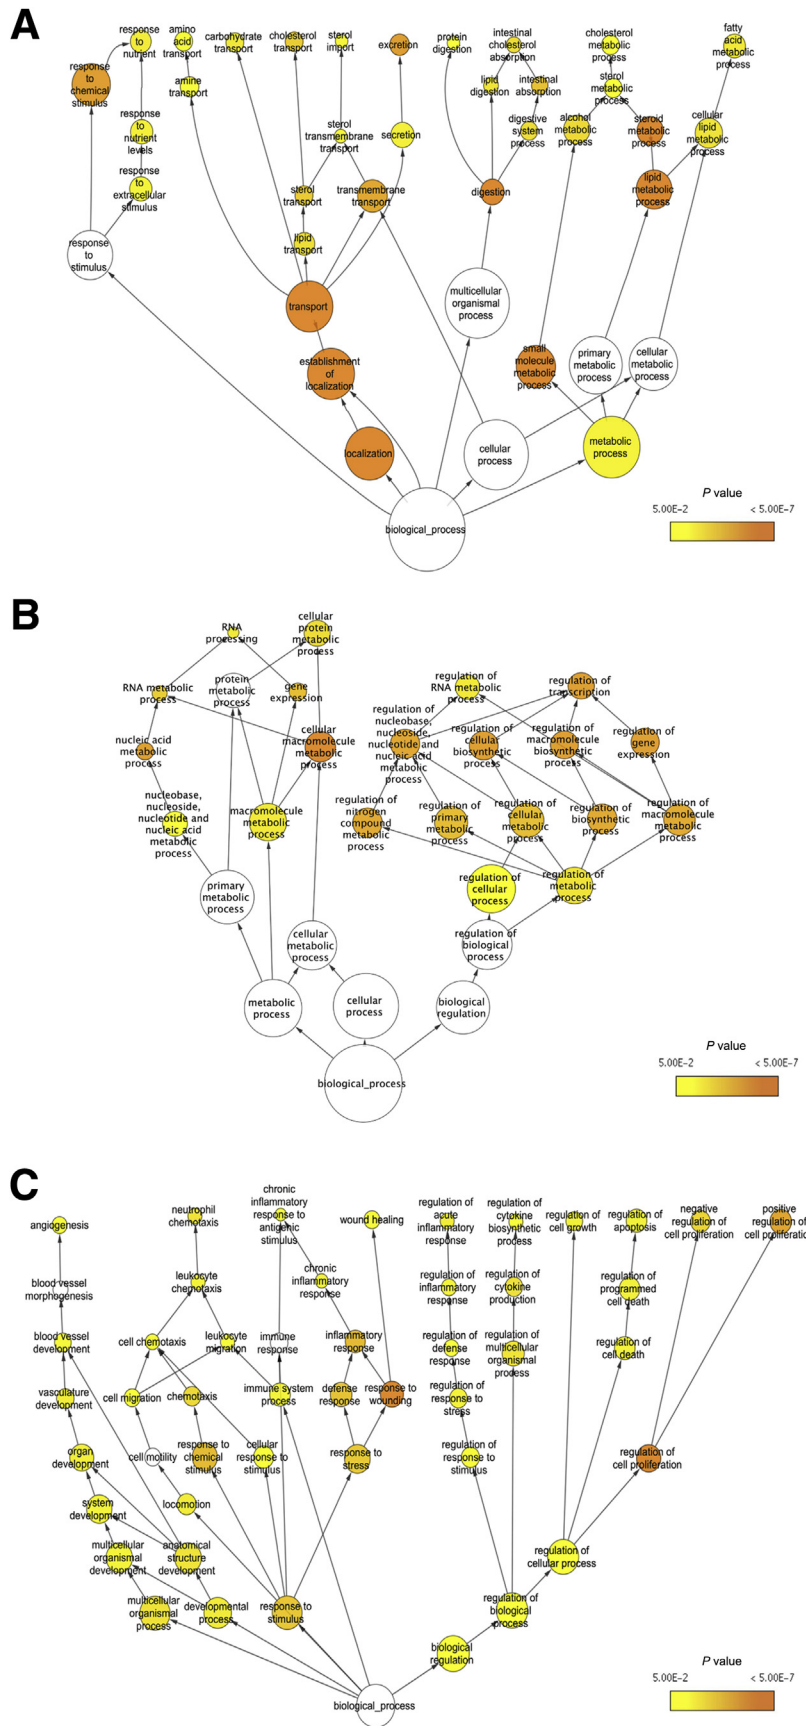 A
response
to
nutrient
amino
acid
transport
carbohydrate
transport
cholesterol
transport
sterol
import
excretion
protein
digestion
intestinal
cholesterol
absorption
cholesterol
metabolic
process
fatty
acid
metabolic
process
response
to
chemical
stimulus
amine
transport
lipid
digestion
intestinal
absorption
sterol
metabolic
process
response
to
nutrient
levels
sterol
transmembrane
transport
secretion
digestive
system
process
alcohol
metabolic
process
steroid
metabolic
process
cellular
lipid
metabolic
process
response
to
extracellular
stimulus
sterol
transport
transmembrane
transport
digestion
lipid
metabolic
process
response
to
stimulus
lipid
transport
transport
multicellular
organismal
process
establishment
of
localization
small
molecule
metabolic
process
primary
metabolic
process
cellular
metabolic
process
localization
cellular
process
metabolic
process
biological_process
P value
5.00E-2 < 5.00E-7
B
RNA
processing
cellular
protein
metabolic
process
RNA metabolic
process
protein
metabolic
process
gene
expression
regulation of
RNA metabolic
process
regulation of
transcription
nucleic acid
metabolic
process
cellular
macromolecule
metabolic
process
regulation of
nucleobase,
nucleoside,
nucleotide and
nucleic acid
metabolic
process
regulation of
cellular
biosynthetic
process
regulation of
macromolecule
biosynthetic
process
regulation of
gene
expression
nucleobase,
nucleoside,
nucleotide and
nucleic acid
metabolic
process
macromolecule
metabolic
process
regulation of
nitrogen
compound
metabolic
process
regulation of
primary
metabolic
process
regulation of
cellular
metabolic
process
regulation of
biosynthetic
process
regulation of
macromolecule
metabolic
process
primary
metabolic
process
regulation of
cellular
process
regulation of
metabolic
process
cellular
metabolic
process
regulation of
biological
process
metabolic
process
cellular
process
biological
regulation
biological_process
P value
5.00E-2 < 5.00E-7
C
angiogenesis
neutrophil
chemotaxis
chronic
inflammatory
response to
antigenic
stimulus
wound healing
regulation of
acute
inflammatory
response
regulation of
cytokine
biosynthetic
process
regulation of
cell growth
regulation of
apoptosis
negative
regulation of
cell proliferation
positive
regulation of
cell proliferatio
blood vessel
morphogenesis
leukocyte
chemotaxis
chronic
inflammatory
response
regulation of
inflammatory
response
regulation of
cytokine
production
regulation of
programmed
cell death
blood vessel
development
cell chemotaxis
leukocyte
migration
immune
response
inflammatory
response
regulation of
defense
response
regulation of
multicellular
organismal
process
regulation of
cell death
vasculature
development
cell migration
chemotaxis
immune system
process
defense
response
response to
wounding
regulation of
response to
stress
organ
development
cell motility
response to
chemical
stimulus
cellular
response to
stimulus
response to
stress
regulation of
response to
stimulus
regulation of
cell proliferation
system
development
locomotion
multicellular
organismal
development
anatomical
structure
development
regulation of
cellular process
multicellular
organismal
process
developmental
process
response to
stimulus
regulation of
biological
process
biological
regulation
biological_process
P value
5.00E-2 < 5.00E-7